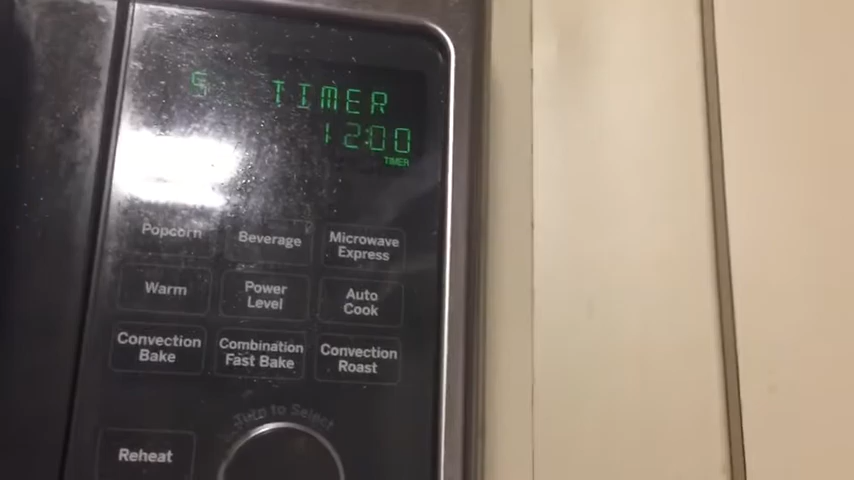 S TIMER
12:00
TIMER
Popcorn Beverage Microwave Express
Warm Power Level Auto Cook
Convection Bake Combination Fast Bake Convection Roast
Turn to Select
Reheat